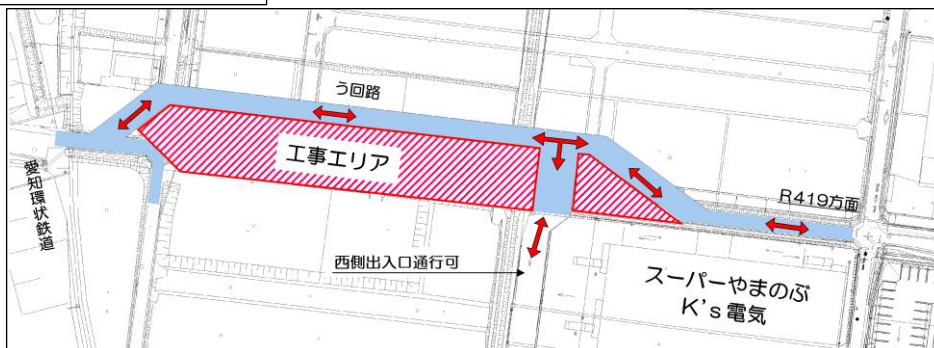 う回路
工事エリア
愛知環状鉄道
R419方面
西側出入口通行可
スーパーやまのぶ
K's電気